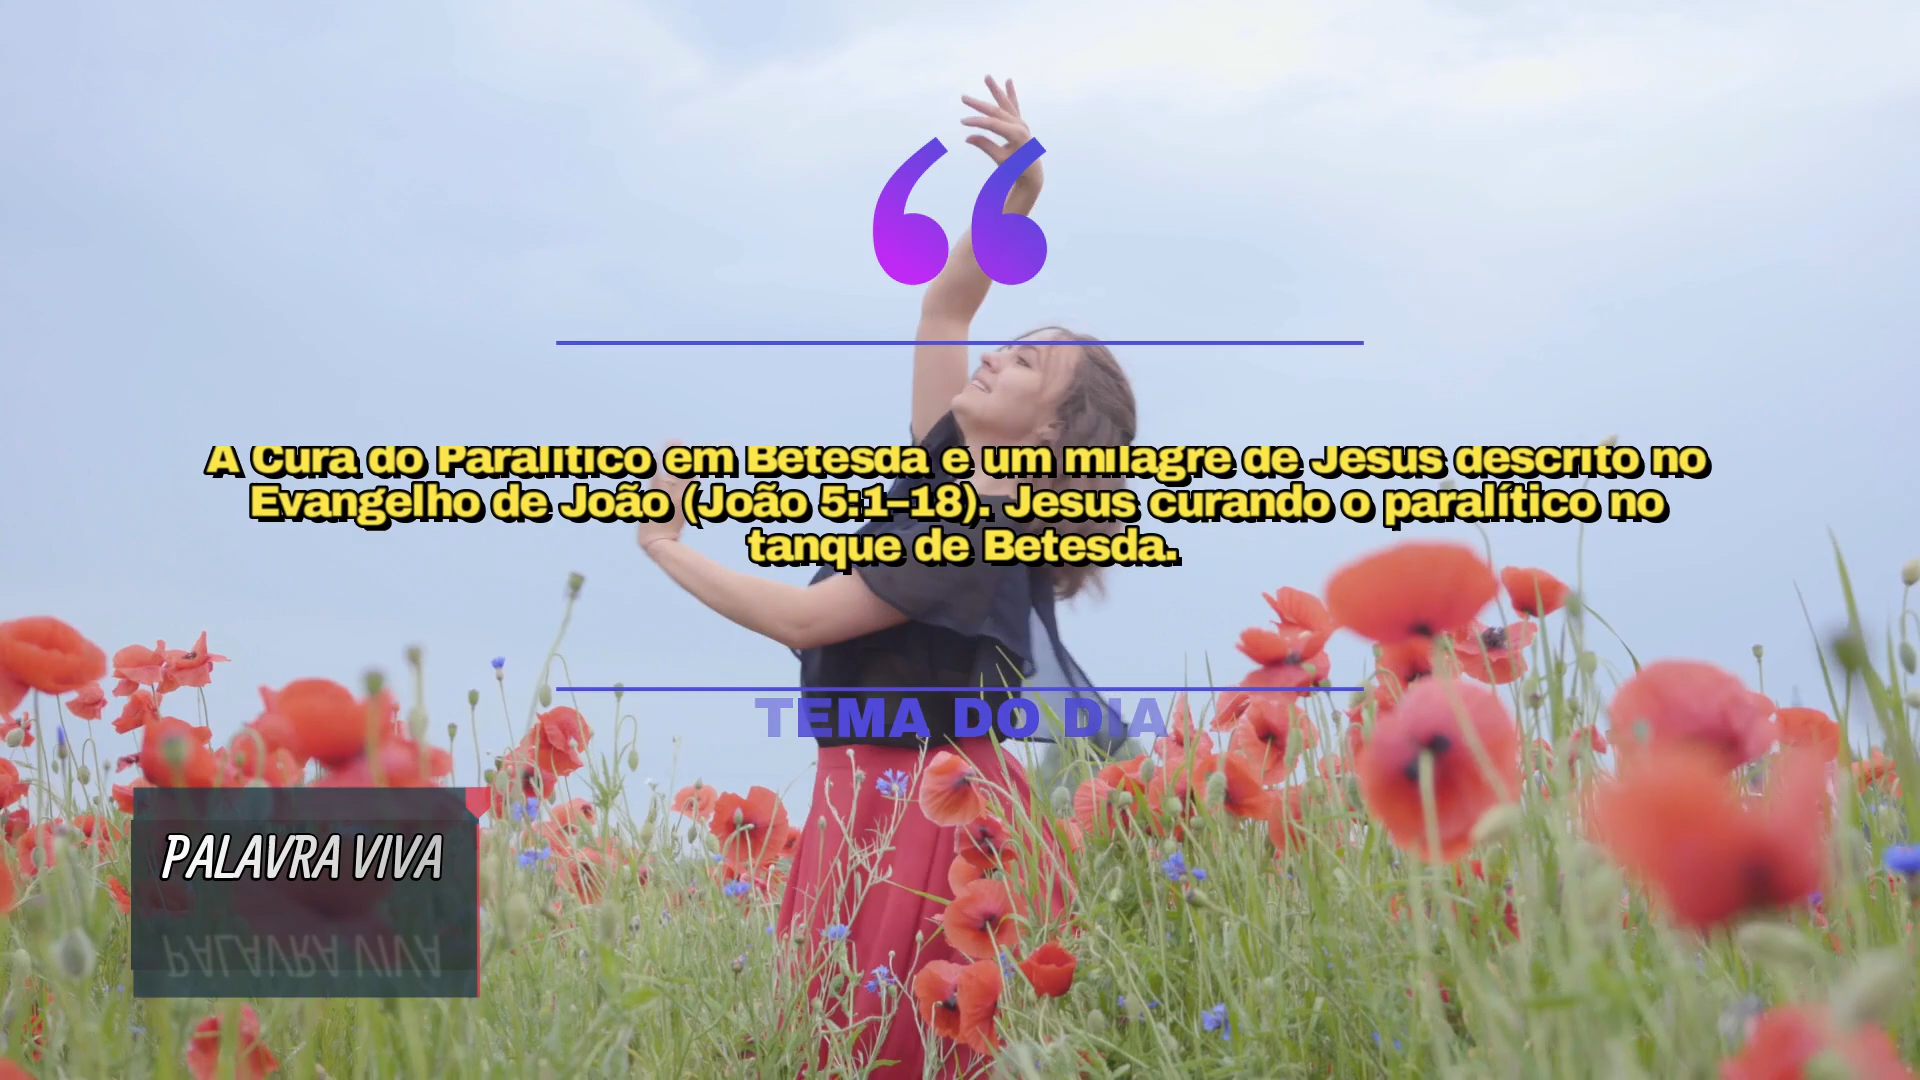 “
A Cura do Paralítico em Betesda é um milagre de Jesus descrito no
Evangelho de João (João 5:1–18). Jesus curando o paralítico no
tanque de Betesda.
TEMA DO DIA
PALAVRA VIVA
PALAVRA VIVA